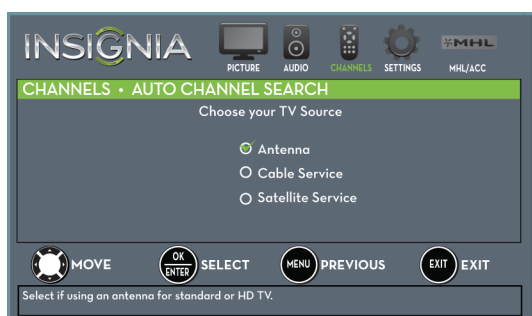 INSIGNIA
PICTURE AUDIO CHANNELS SETTINGS MHL MHL/ACC
CHANNELS • AUTO CHANNEL SEARCH
Choose your TV Source
Antenna
Cable Service
Satellite Service
MOVE OK ENTER SELECT MENU PREVIOUS EXIT EXIT
Select if using an antenna for standard or HD TV.